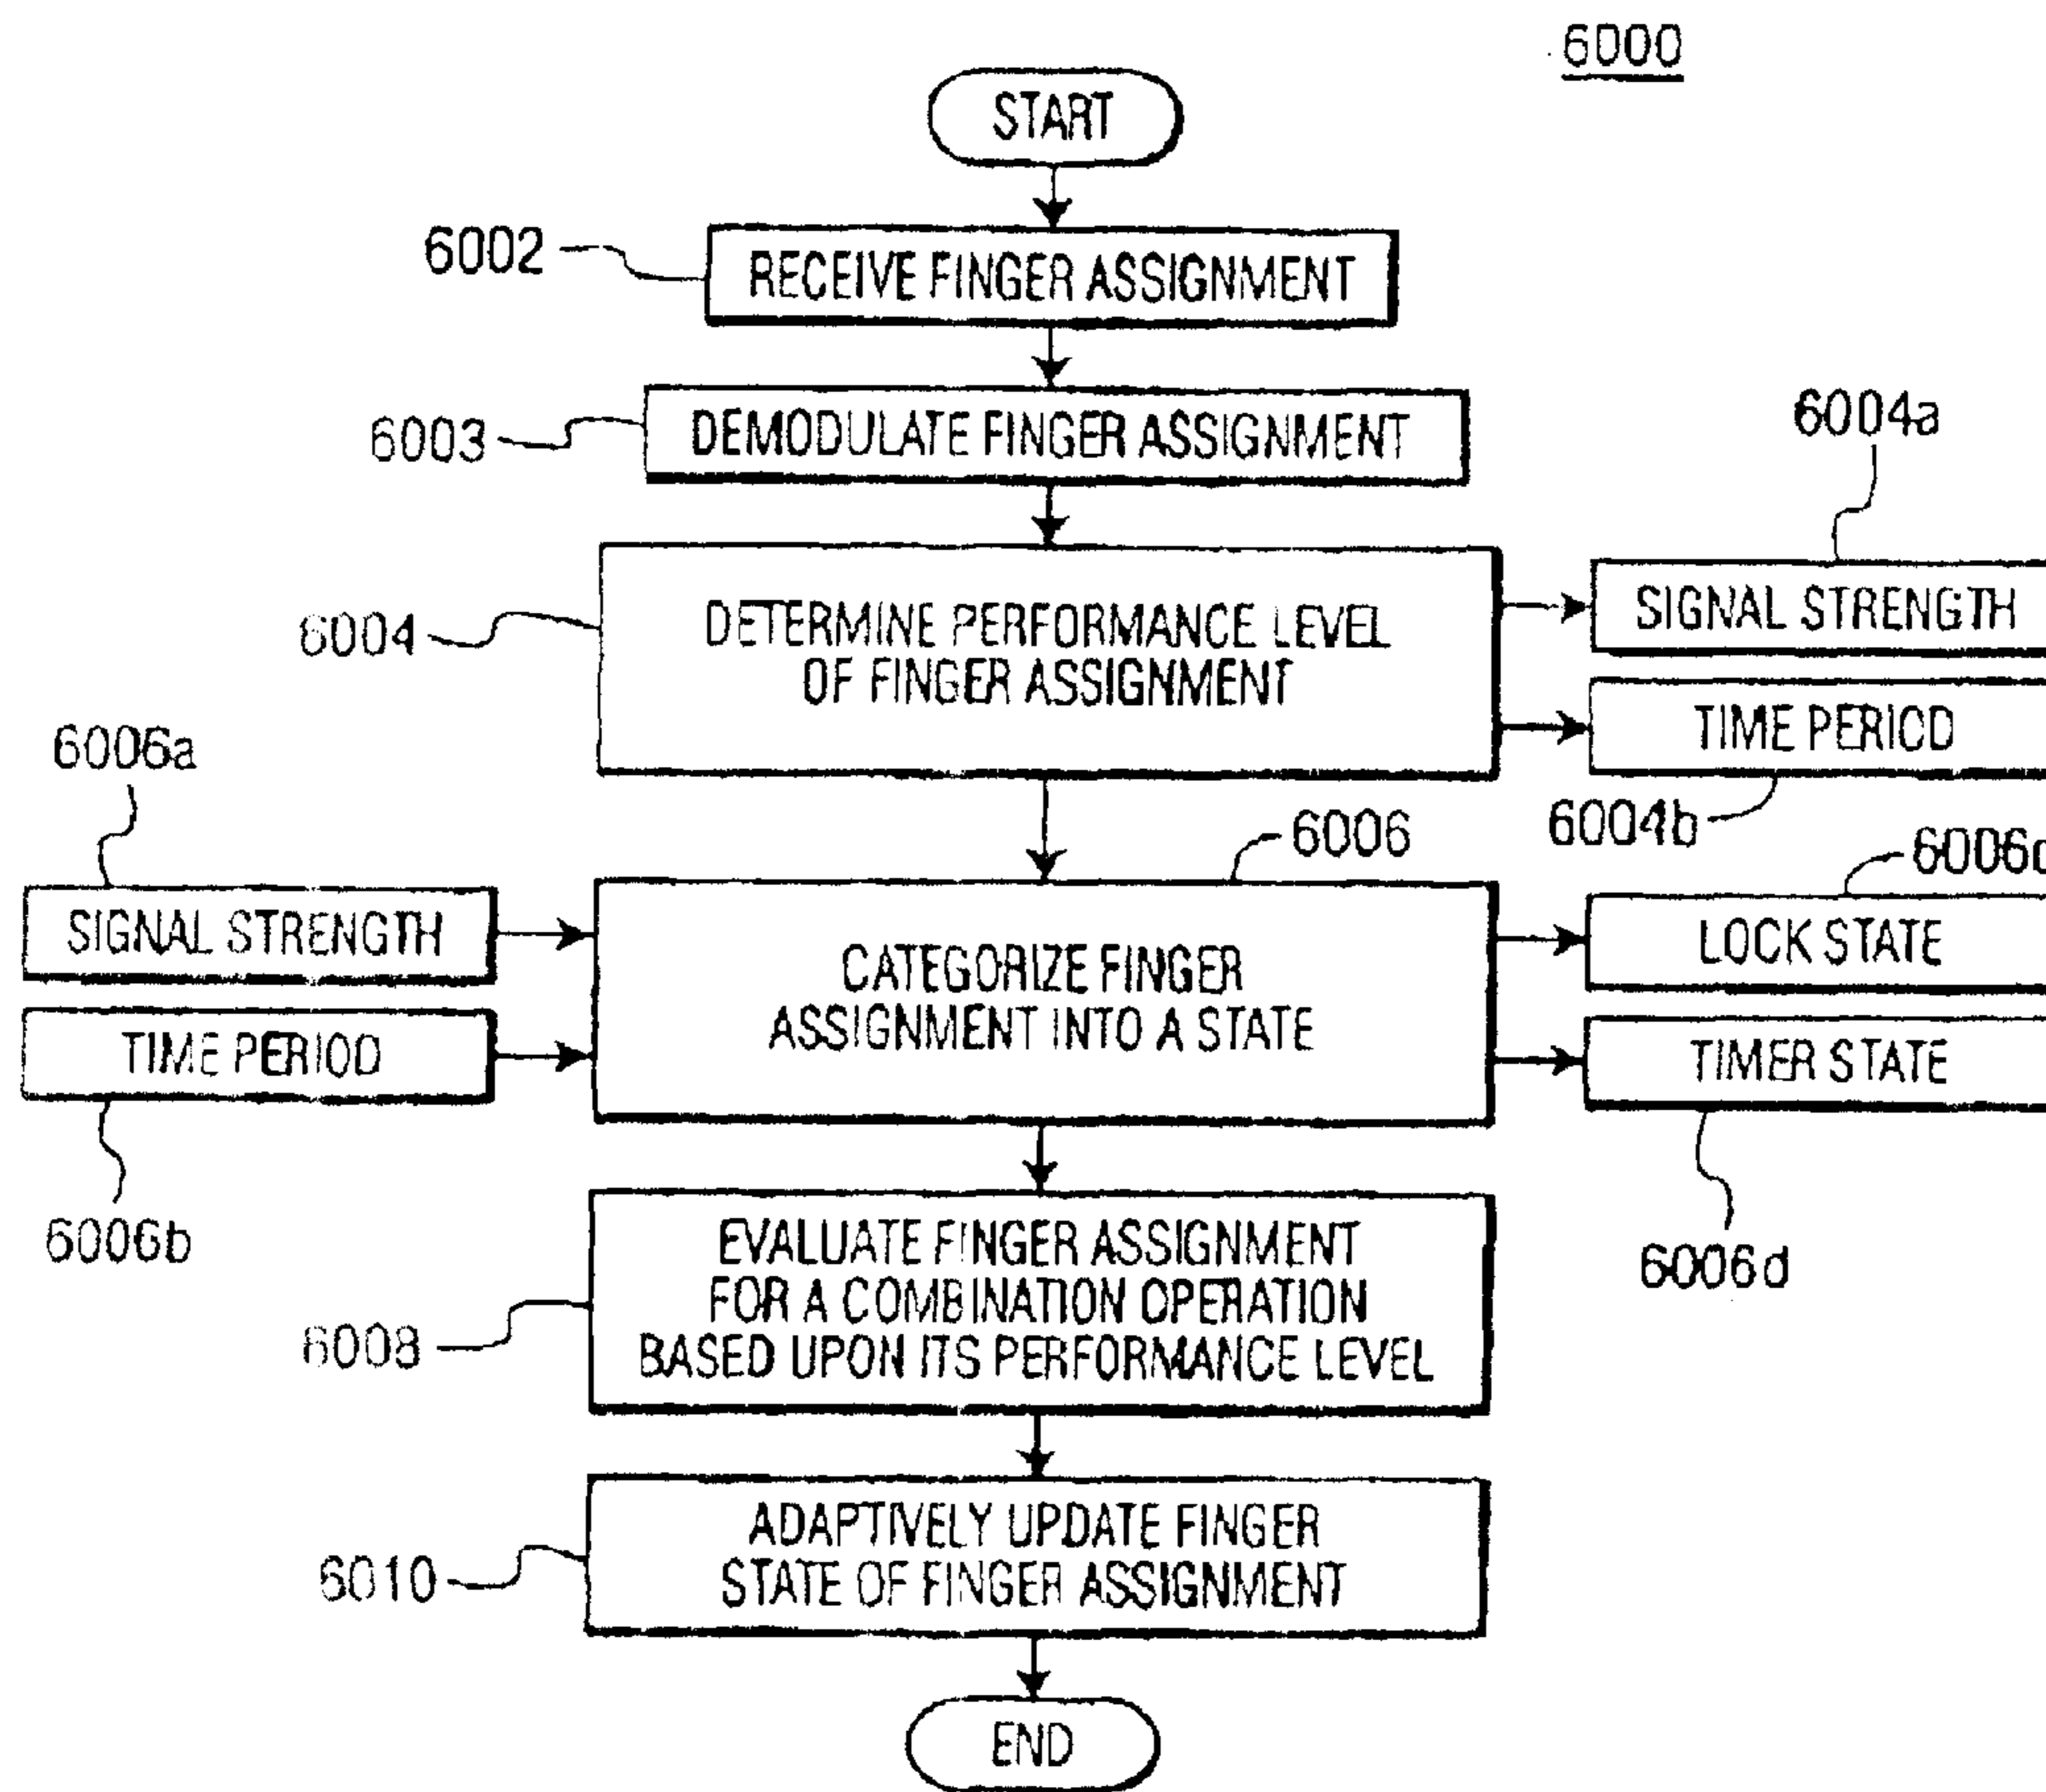 6000
START
6002
RECEIVE FINGER ASSIGNMENT
6003
DEMODULATE FINGER ASSIGNMENT
6004a
6004
DETERMINE PERFORMANCE LEVEL
OF FINGER ASSIGNMENT
SIGNAL STRENGTH
TIME PERIOD
6004b
6006a
6006
SIGNAL STRENGTH
TIME PERIOD
6006b
CATEGORIZE FINGER
ASSIGNMENT INTO A STATE
LOCK STATE
TIMER STATE
6006d
6008
EVALUATE FINGER ASSIGNMENT
FOR A COMBINATION OPERATION
BASED UPON ITS PERFORMANCE LEVEL
6010
ADAPTIVELY UPDATE FINGER
STATE OF FINGER ASSIGNMENT
END